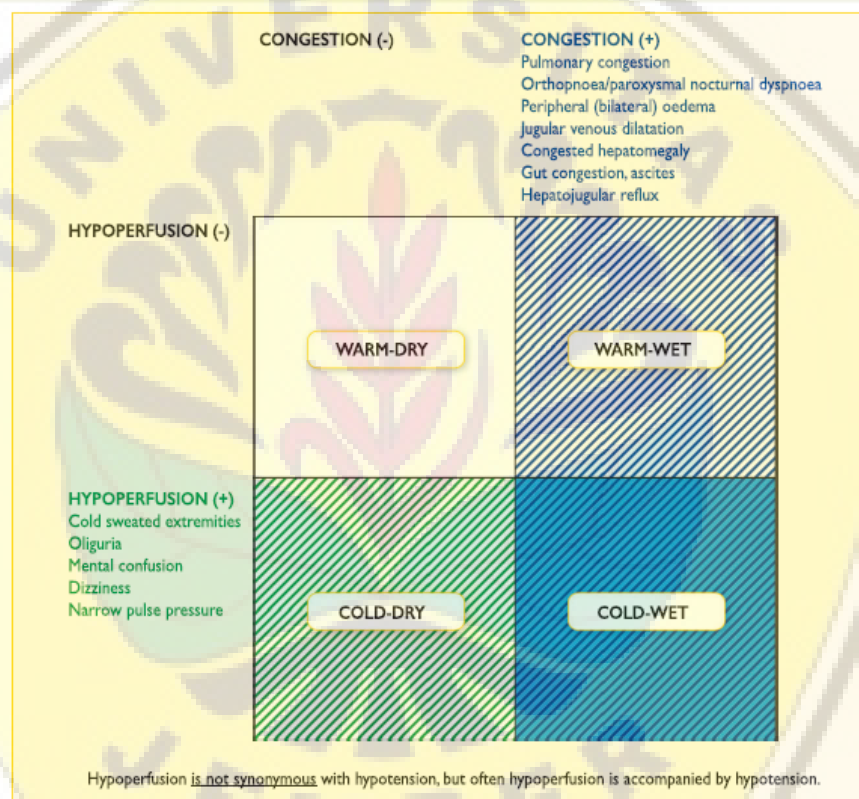 CONGESTION (-)
CONGESTION (+)
Pulmonary congestion
Orthopnoea/paroxysmal nocturnal dyspnoea
Peripheral (bilateral) oedema
Jugular venous dilatation
Congested hepatomegaly
Gut congestion, ascites
Hepatojugular reflux
HYPOPERFUSION (-)
WARM-DRY
WARM-WET
HYPOPERFUSION (+)
Cold sweated extremities
Oliguria
Mental confusion
Dizziness
Narrow pulse pressure
COLD-DRY
COLD-WET
Hypoperfusion is not synonymous with hypotension, but often hypoperfusion is accompanied by hypotension.
UNIVERSITAS